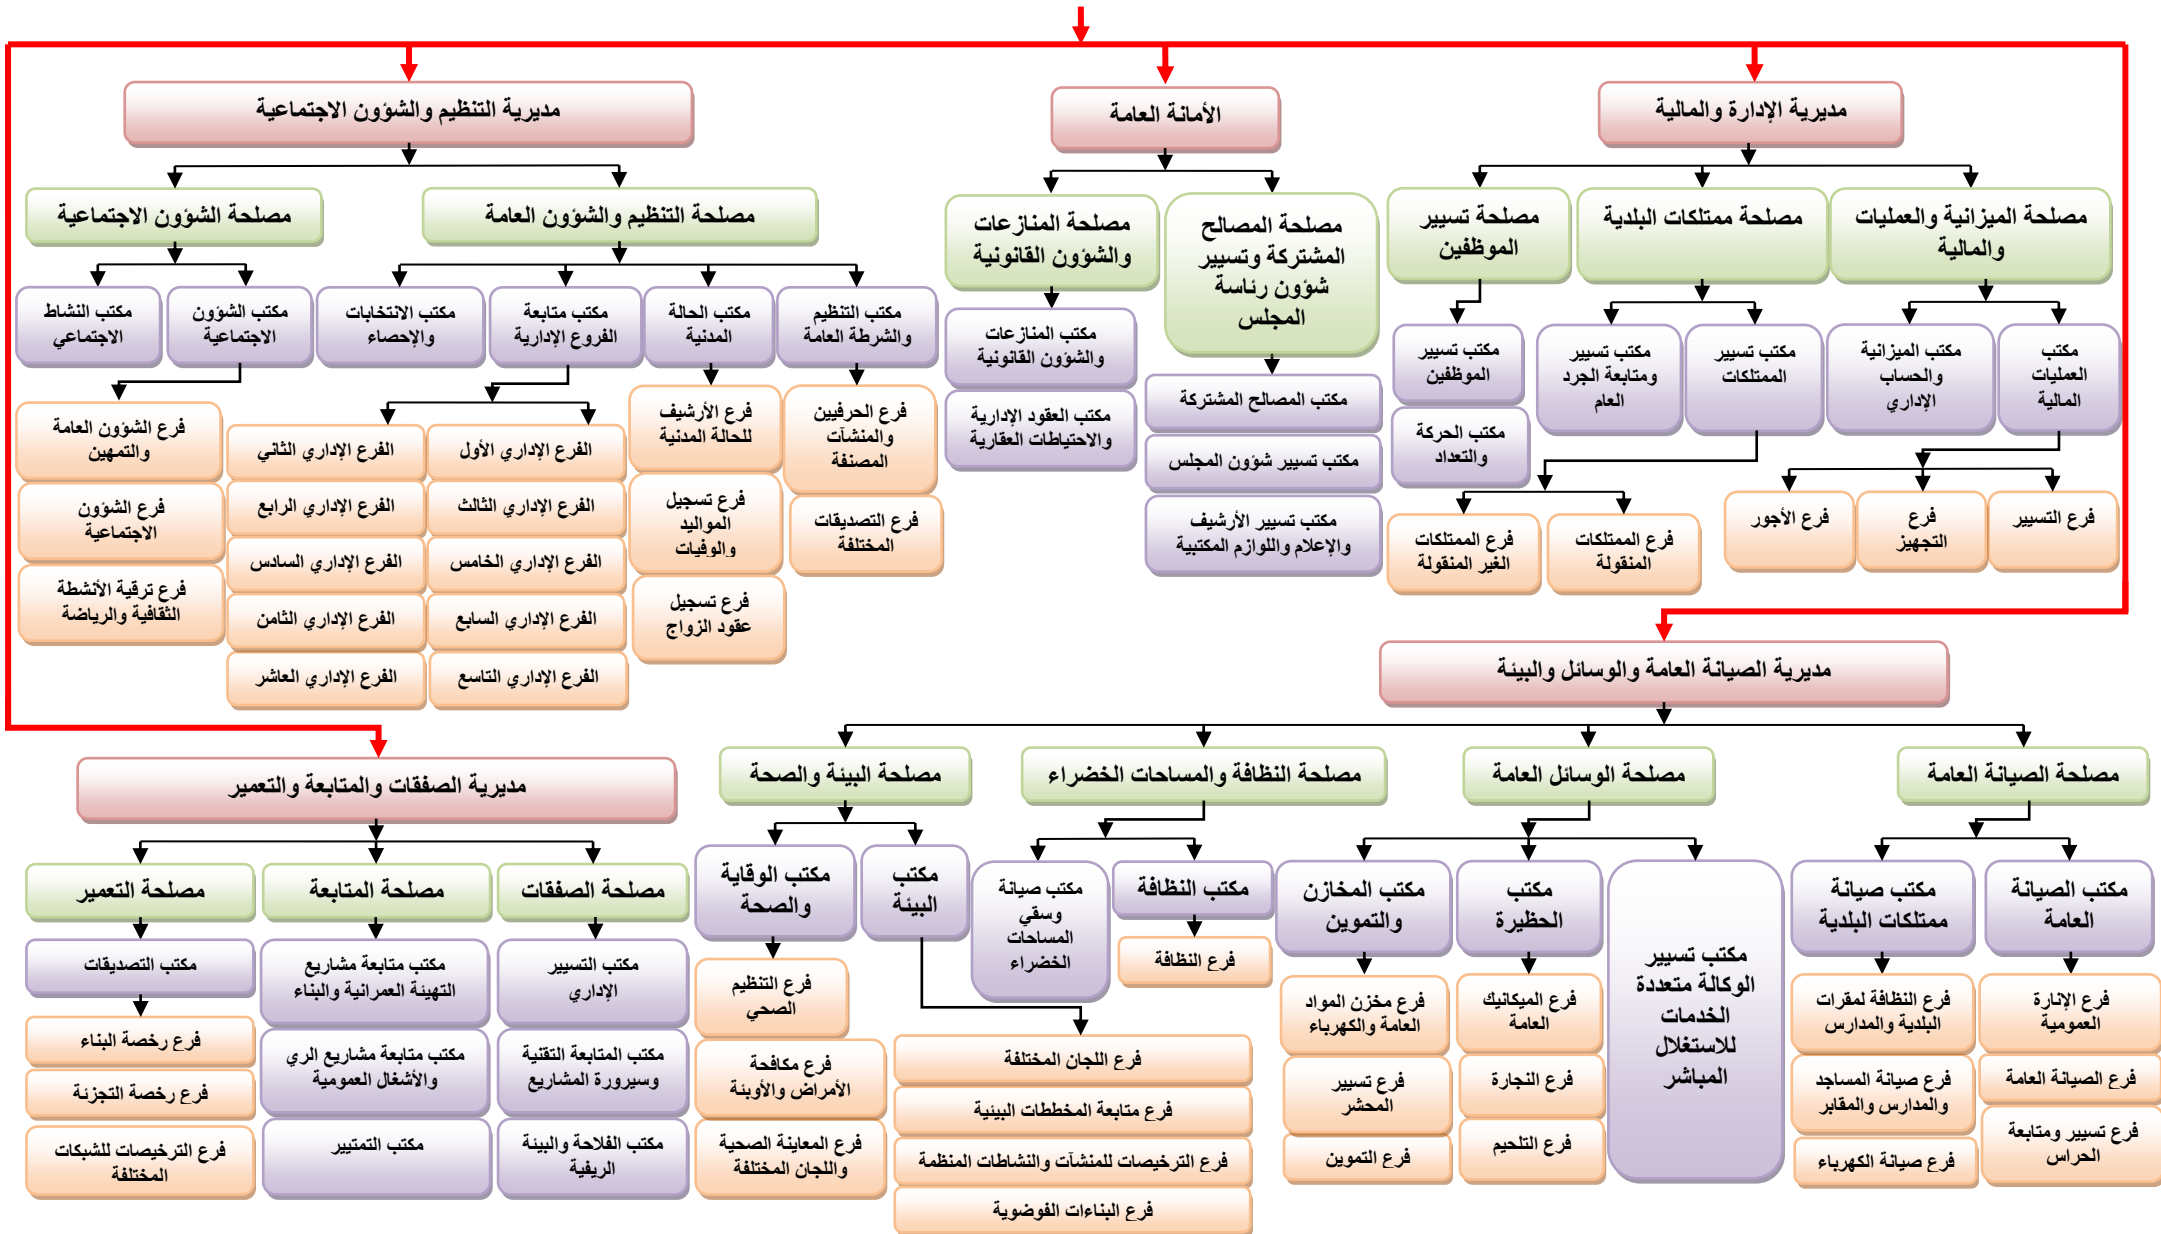 مديرية الإدارة والمالية
الأمانة العامة
مديرية التنظيم والشؤون الاجتماعية
مصلحة الميزانية والعمليات
والمالية
مصلحة ممتلكات البلدية
مصلحة تسيير
الموظفين
مكتب
العمليات
المالية
مكتب الميزانية
والحساب
الإداري
مكتب تسيير
الممتلكات
مكتب تسيير
ومتابعة الجرد
العام
مكتب تسيير
الموظفين
مكتب الحركة
والتعداد
فرع التسيير
فرع
التجهيز
فرع الأجور
فرع الممتلكات
المنقولة
فرع الممتلكات
الغير المنقولة
مصلحة المصالح
المشتركة وتسيير
شؤون رئاسة
المجلس
مصلحة المنازعات
والشؤون القانونية
مكتب المصالح المشتركة
مكتب تسيير شؤون المجلس
مكتب تسيير الأرشيف
والإعلام واللوازم المكتبية
مكتب المنازعات
والشؤون القانونية
مكتب العقود الإدارية
والاحتياطات العقارية
مصلحة التنظيم والشؤون العامة
مصلحة الشؤون الاجتماعية
مكتب التنظيم
والشرطة العامة
مكتب الحالة
المدنية
مكتب متابعة
الفروع الإدارية
مكتب الانتخابات
والإحصاء
مكتب الشؤون
الاجتماعية
مكتب النشاط
الاجتماعي
فرع الحرفيين
والمنشآت
المصنفة
فرع التصديقات
المختلفة
فرع الأرشيف
للحالة المدنية
فرع تسجيل
المواليد
والوفيات
فرع تسجيل
عقود الزواج
الفرع الإداري الأول
الفرع الإداري الثاني
الفرع الإداري الثالث
الفرع الإداري الرابع
الفرع الإداري الخامس
الفرع الإداري السادس
الفرع الإداري السابع
الفرع الإداري الثامن
الفرع الإداري التاسع
الفرع الإداري العاشر
فرع الشؤون العامة
والتمهين
فرع الشؤون
الاجتماعية
فرع ترقية الأنشطة
الثقافية والرياضة
مديرية الصيانة العامة والوسائل والبيئة
مصلحة الصيانة العامة
مصلحة الوسائل العامة
مصلحة النظافة والمساحات الخضراء
مصلحة البيئة والصحة
مكتب الصيانة
العامة
مكتب صيانة
ممتلكات البلدية
مكتب تسيير
الوكالة متعددة
الخدمات
للاستغلال
المباشر
مكتب
الحظيرة
مكتب المخازن
والتموين
مكتب النظافة
مكتب صيانة
وسقي
المساحات
الخضراء
مكتب
البيئة
مكتب الوقاية
والصحة
فرع الإنارة
العمومية
فرع الصيانة العامة
فرع تسيير ومتابعة
الحراس
فرع النظافة لمقرات
البلدية والمدارس
فرع صيانة المساجد
والمدارس والمقابر
فرع صيانة الكهرباء
فرع الميكانيك
العامة
فرع النجارة
فرع التلحيم
فرع مخزن المواد
العامة والكهرباء
فرع تسيير
المحشر
فرع التموين
فرع النظافة
فرع اللجان المختلفة
فرع متابعة المخططات البيئية
فرع الترخيصات للمنشآت والنشاطات المنظمة
فرع البناءات الفوضوية
فرع التنظيم
الصحي
فرع مكافحة
الأمراض والأوبئة
فرع المعاينة الصحية
واللجان المختلفة
مديرية الصفقات والمتابعة والتعمير
مصلحة الصفقات
مصلحة المتابعة
مصلحة التعمير
مكتب التسيير
الإداري
مكتب المتابعة التقنية
وسيرورة المشاريع
مكتب الفلاحة والبيئة
الريفية
مكتب متابعة مشاريع
التهيئة العمرانية والبناء
مكتب متابعة مشاريع الري
والأشغال العمومية
مكتب التمتيير
مكتب التصديقات
فرع رخصة البناء
فرع رخصة التجزئة
فرع الترخيصات للشبكات
المختلفة